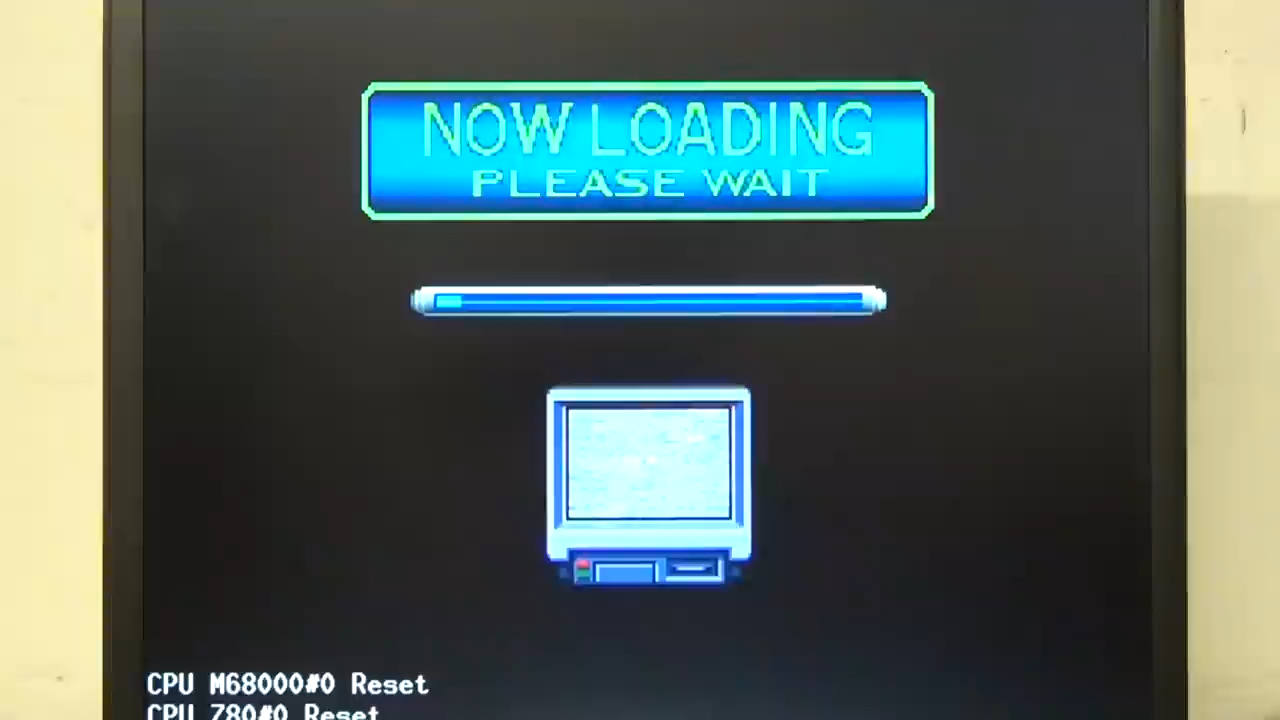 NOW LOADING
PLEASE WAIT
CPU M68000#0 Reset
CPU Z80#0 Reset